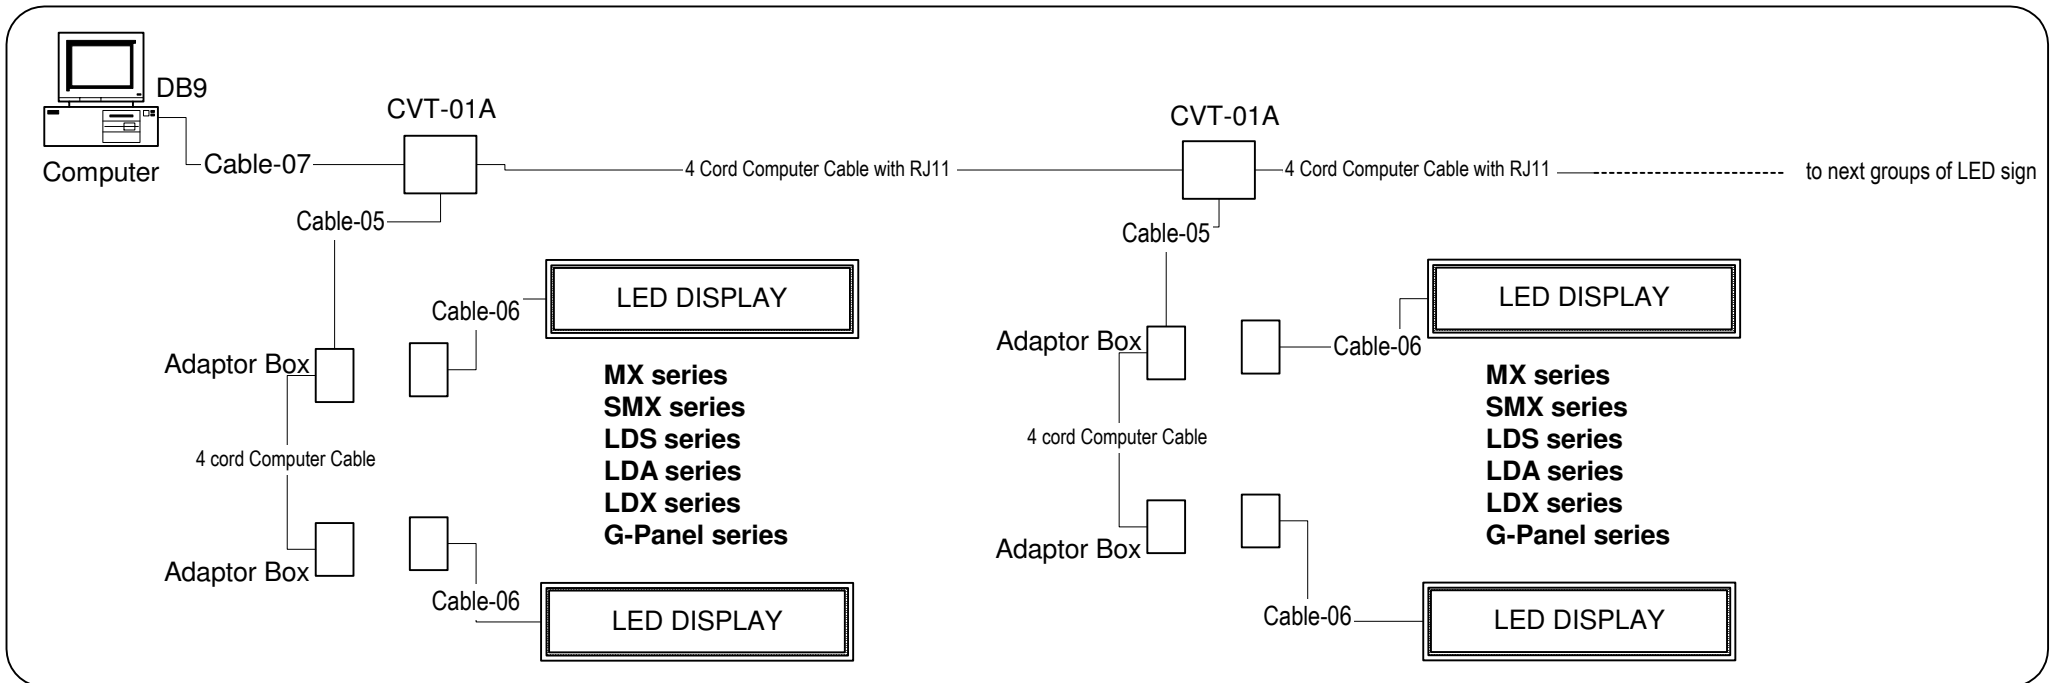 DB9
Computer
Cable-07
CVT-01A
4 Cord Computer Cable with RJ11
CVT-01A
4 Cord Computer Cable with RJ11
to next groups of LED sign
Cable-05
Adaptor Box
4 cord Computer Cable
Adaptor Box
Cable-06
LED DISPLAY
MX series
SMX series
LDS series
LDA series
LDX series
G-Panel series
Cable-06
LED DISPLAY
Cable-05
Adaptor Box
4 cord Computer Cable
Adaptor Box
Cable-06
LED DISPLAY
MX series
SMX series
LDS series
LDA series
LDX series
G-Panel series
Cable-06
LED DISPLAY